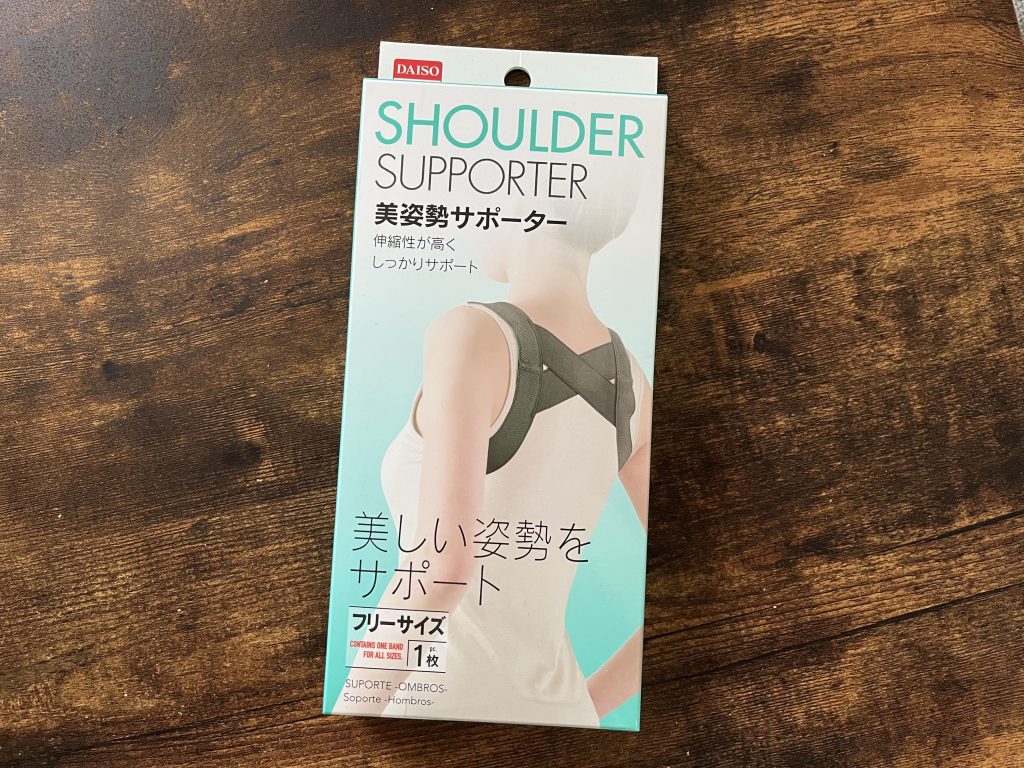 DAISO
SHOULDER
SUPPORTER
美姿勢サポーター
伸縮性が高く
しっかりサポート
美しい姿勢を
サポート
フリーサイズ
CONTAINS ONE BAND
FOR ALL SIZES.
1 pc. 枚
SUPORTE -OMBROS-
Soporte -Hombros-